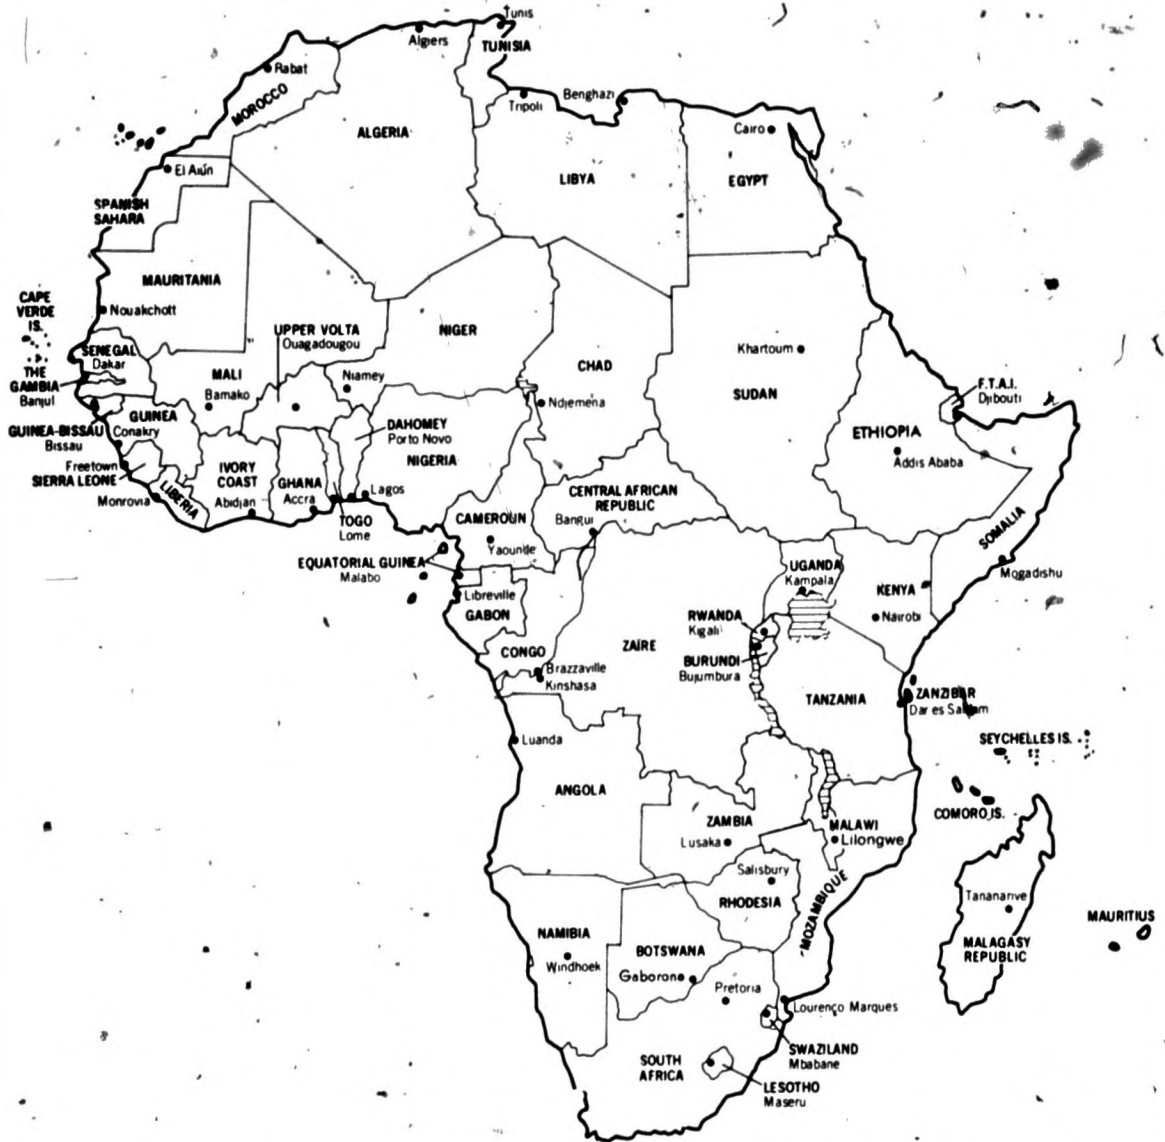 Tunis
Algiers
TUNISIA
Rabat
MOROCCO
Tripoli
Benghazi
Cairo
ALGERIA
El Aiún
LIBYA
EGYPT
SPANISH
SAHARA
MAURITANIA
CAPE
VERDE
IS.
Nouakchott
UPPER VOLTA
Ouagadougou
NIGER
SENEGAL
Dakar
Khartoum
THE
GAMBIA
Banjul
MALI
Bamako
Niamey
CHAD
Ndjemena
SUDAN
F.T.A.I.
Djibouti
GUINEA
Conakry
GUINEA-BISSAU
Bissau
DAHOMEY
Porto Novo
NIGERIA
ETHIOPIA
Addis Ababa
Freetown
SIERRA LEONE
IVORY
COAST
GHANA
Accra
Monrovia
LIBERIA
Abidjan
Lagos
TOGO
Lome
CENTRAL AFRICAN
REPUBLIC
Bangui
CAMEROUN
Yaounde
SOMALIA
Mogadishu
EQUATORIAL GUINEA
Malabo
UGANDA
Kampala
KENYA
Nairobi
Libreville
GABON
RWANDA
Kigali
CONGO
ZAÏRE
BURUNDI
Bujumbura
Brazzaville
Kinshasa
TANZANIA
ZANZIBAR
Dar es Salaam
Luanda
SEYCHELLES IS.
ANGOLA
COMORO IS.
ZAMBIA
Lusaka
MALAWI
Lilongwe
Salisbury
RHODESIA
MOZAMBIQUE
Tananarive
MALAGASY
REPUBLIC
MAURITIUS
NAMIBIA
Windhoek
BOTSWANA
Gaborone
Pretoria
Lourenço Marques
SWAZILAND
Mbabane
SOUTH
AFRICA
LESOTHO
Maseru